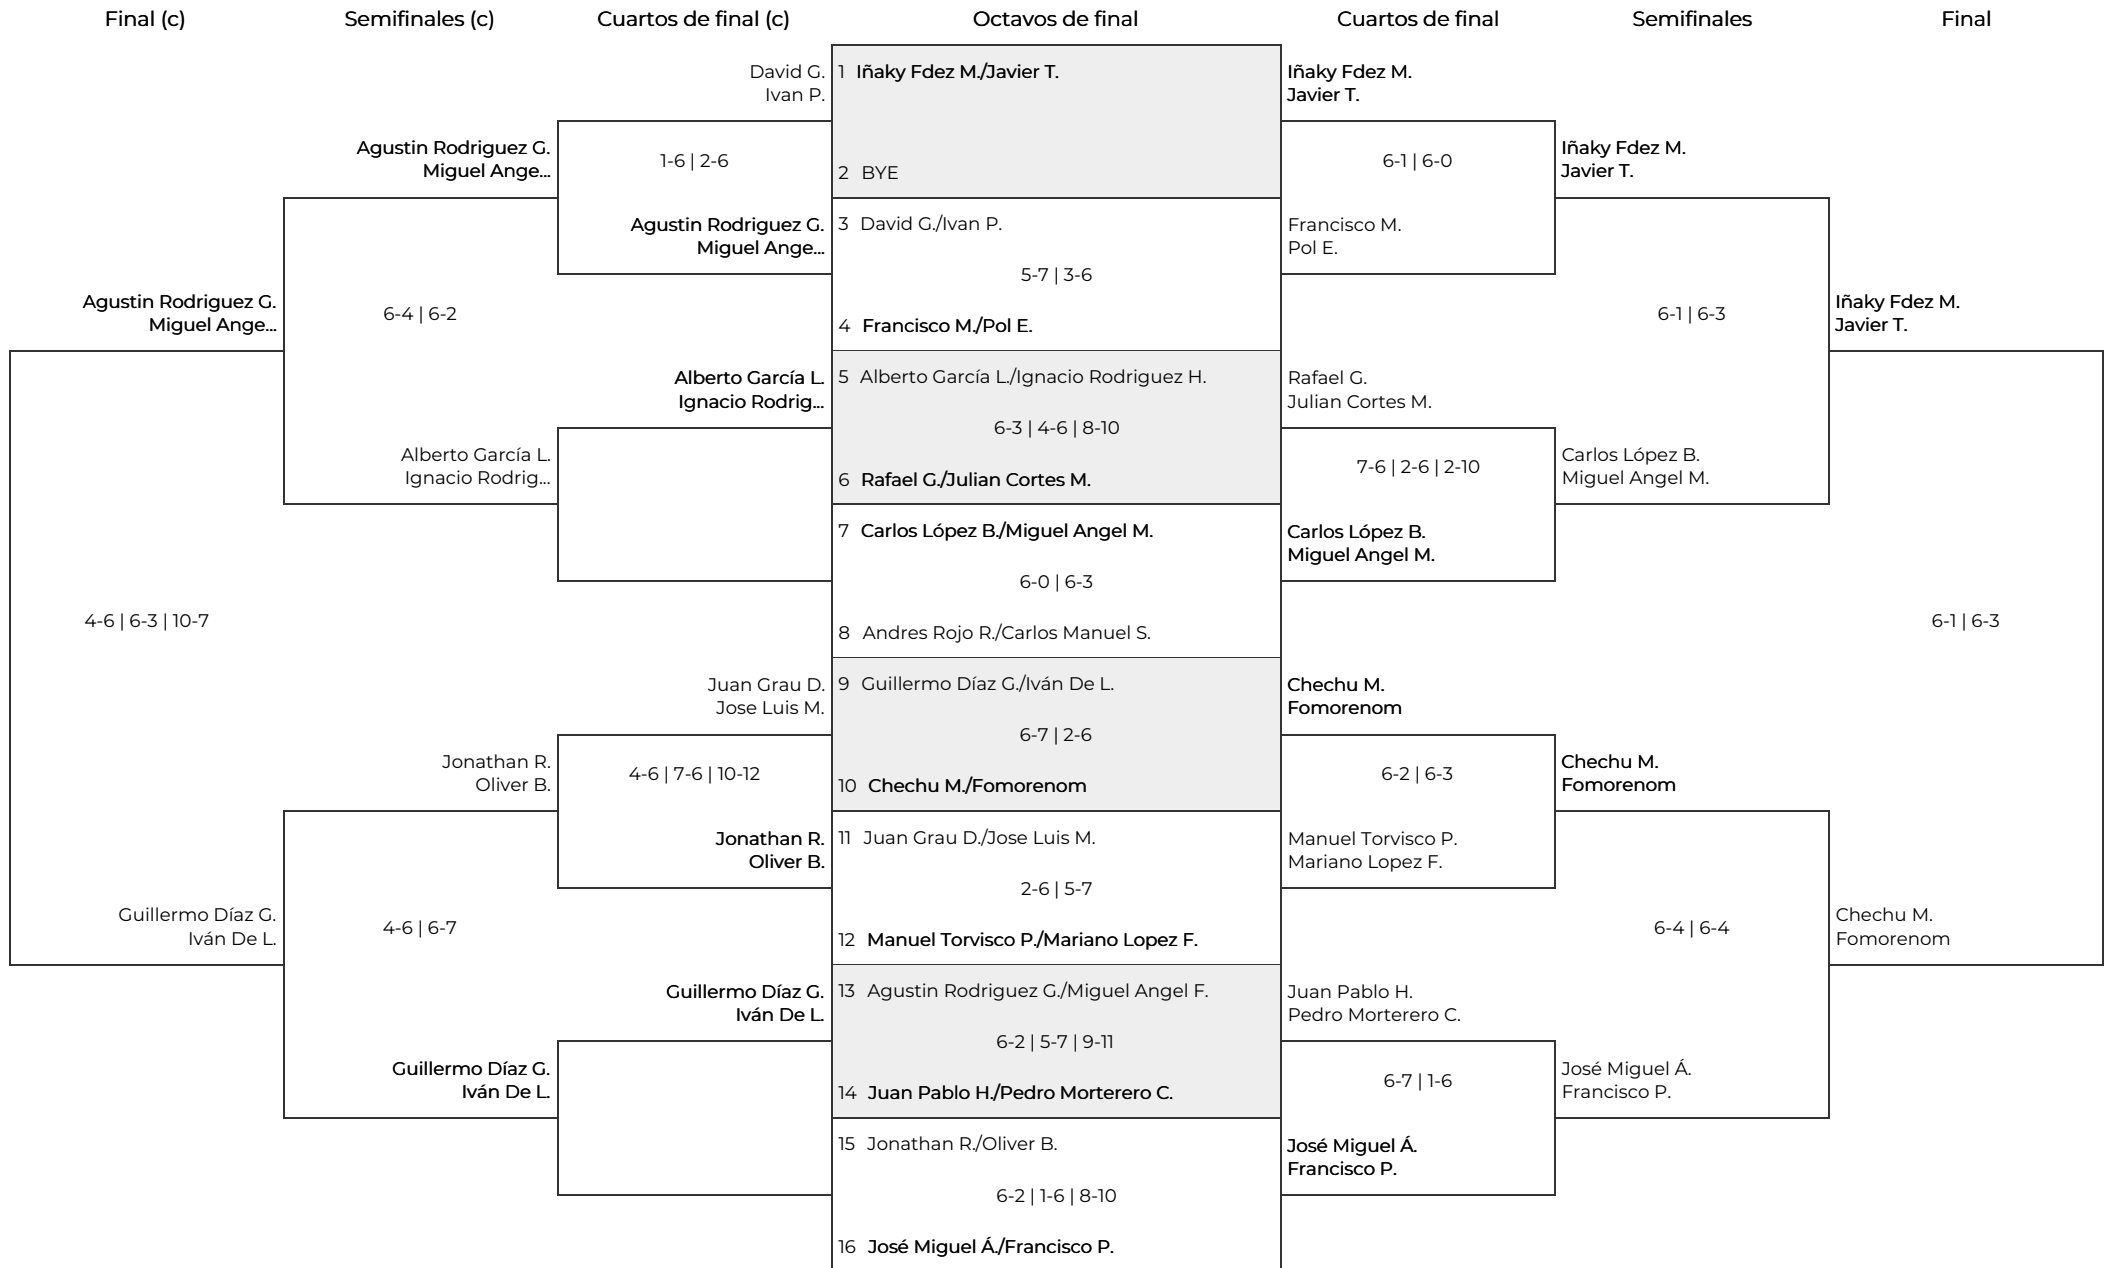 Final (c)
Semifinales (c)
Cuartos de final (c)
Octavos de final
Cuartos de final
Semifinales
Final
Agustin Rodriguez G.
Miguel Ange...
4-6 | 6-3 | 10-7
Guillermo Díaz G.
Iván De L.
Agustin Rodriguez G.
Miguel Ange...
6-4 | 6-2
Alberto García L.
Ignacio Rodrig...
Jonathan R.
Oliver B.
4-6 | 6-7
Guillermo Díaz G.
Iván De L.
David G.
Ivan P.
1-6 | 2-6
Agustin Rodriguez G.
Miguel Ange...
Alberto García L.
Ignacio Rodrig...
Juan Grau D.
Jose Luis M.
4-6 | 7-6 | 10-12
Jonathan R.
Oliver B.
Guillermo Díaz G.
Iván De L.
1 Iñaky Fdez M./Javier T.
2 BYE
3 David G./Ivan P.
5-7 | 3-6
4 Francisco M./Pol E.
5 Alberto García L./Ignacio Rodriguez H.
6-3 | 4-6 | 8-10
6 Rafael G./Julian Cortes M.
7 Carlos López B./Miguel Angel M.
6-0 | 6-3
8 Andres Rojo R./Carlos Manuel S.
9 Guillermo Díaz G./Iván De L.
6-7 | 2-6
10 Chechu M./Fomorenom
11 Juan Grau D./Jose Luis M.
2-6 | 5-7
12 Manuel Torvisco P./Mariano Lopez F.
13 Agustin Rodriguez G./Miguel Angel F.
6-2 | 5-7 | 9-11
14 Juan Pablo H./Pedro Morterero C.
15 Jonathan R./Oliver B.
6-2 | 1-6 | 8-10
16 José Miguel Á./Francisco P.
Iñaky Fdez M.
Javier T.
6-1 | 6-0
Francisco M.
Pol E.
Rafael G.
Julian Cortes M.
7-6 | 2-6 | 2-10
Carlos López B.
Miguel Angel M.
Chechu M.
Fomorenom
6-2 | 6-3
Manuel Torvisco P.
Mariano Lopez F.
Juan Pablo H.
Pedro Morterero C.
6-7 | 1-6
José Miguel Á.
Francisco P.
Iñaky Fdez M.
Javier T.
6-1 | 6-3
Carlos López B.
Miguel Angel M.
Chechu M.
Fomorenom
6-4 | 6-4
José Miguel Á.
Francisco P.
Iñaky Fdez M.
Javier T.
6-1 | 6-3
Chechu M.
Fomorenom